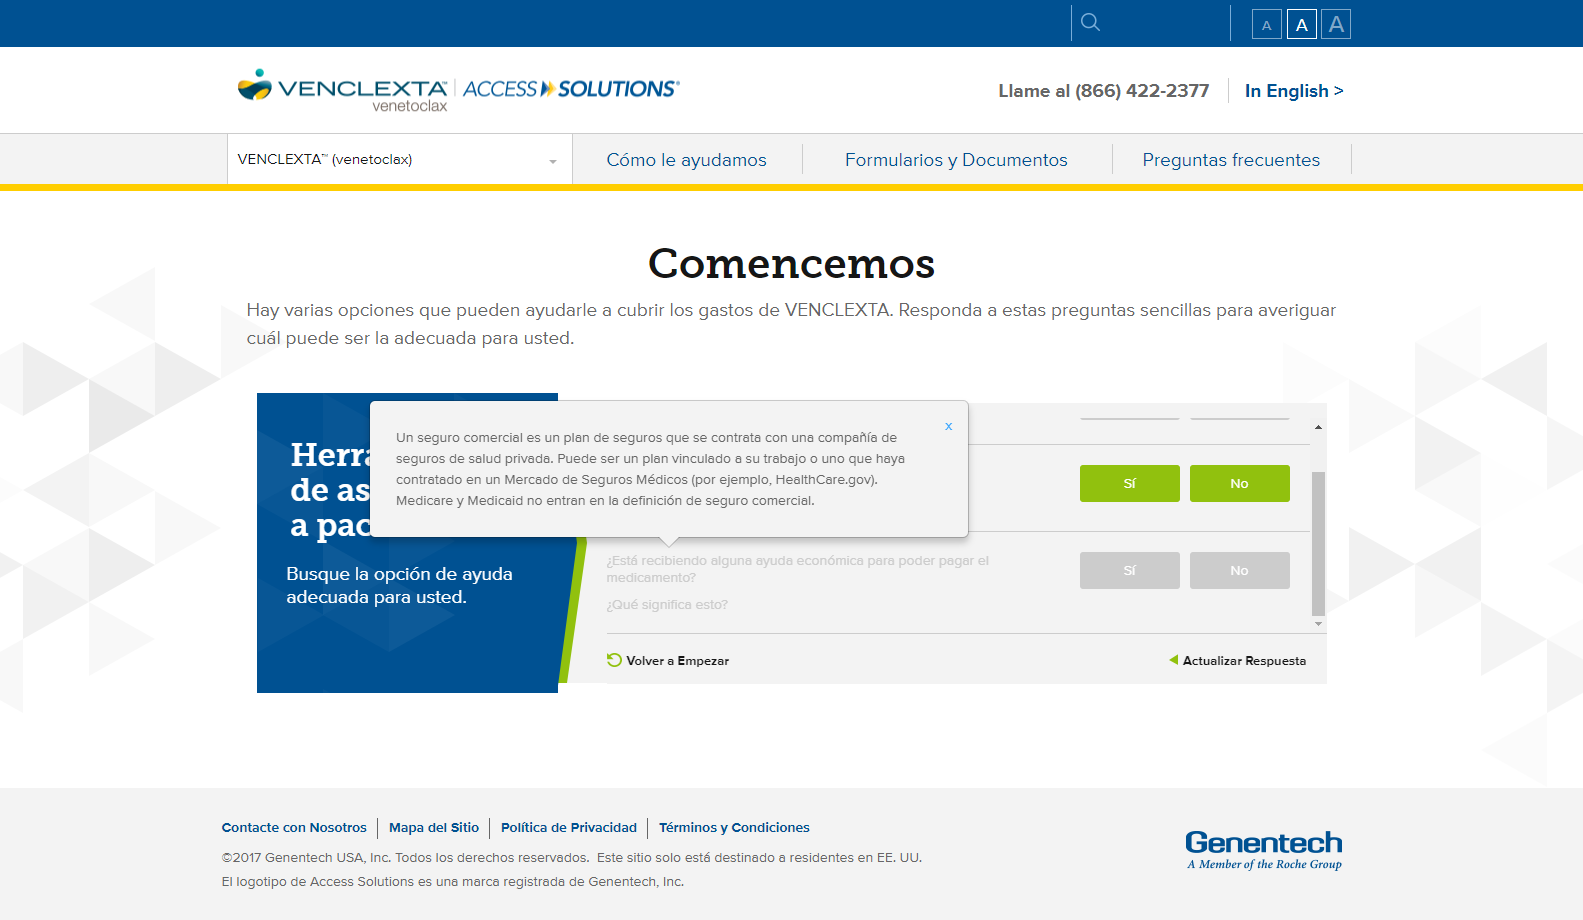 A A A
VENCLEXTA™ venetoclax | ACCESS SOLUTIONS®
Llame al (866) 422-2377
In English >
VENCLEXTA™ (venetoclax)
Cómo le ayudamos
Formularios y Documentos
Preguntas frecuentes
Comencemos
Hay varias opciones que pueden ayudarle a cubrir los gastos de VENCLEXTA. Responda a estas preguntas sencillas para averiguar
cuál puede ser la adecuada para usted.
de as
a pac
Busque la opción de ayuda
adecuada para usted.
x
Un seguro comercial es un plan de seguros que se contrata con una compañía de
seguros de salud privada. Puede ser un plan vinculado a su trabajo o uno que haya
contratado en un Mercado de Seguros Médicos (por ejemplo, HealthCare.gov).
Medicare y Medicaid no entran en la definición de seguro comercial.
Sí No
¿Está recibiendo alguna ayuda económica para poder pagar el
medicamento?
Sí No
¿Qué significa esto?
Volver a Empezar
Actualizar Respuesta
Contacte con Nosotros | Mapa del Sitio | Política de Privacidad | Términos y Condiciones
©2017 Genentech USA, Inc. Todos los derechos reservados. Este sitio solo está destinado a residentes en EE. UU.
El logotipo de Access Solutions es una marca registrada de Genentech, Inc.
Genentech
A Member of the Roche Group